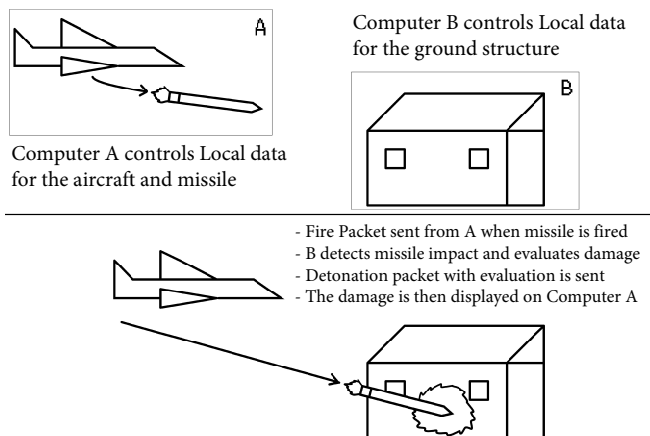 A
Computer A controls Local data
for the aircraft and missile
Computer B controls Local data
for the ground structure
B
- Fire Packet sent from A when missile is fired
- B detects missile impact and evaluates damage
- Detonation packet with evaluation is sent
- The damage is then displayed on Computer A